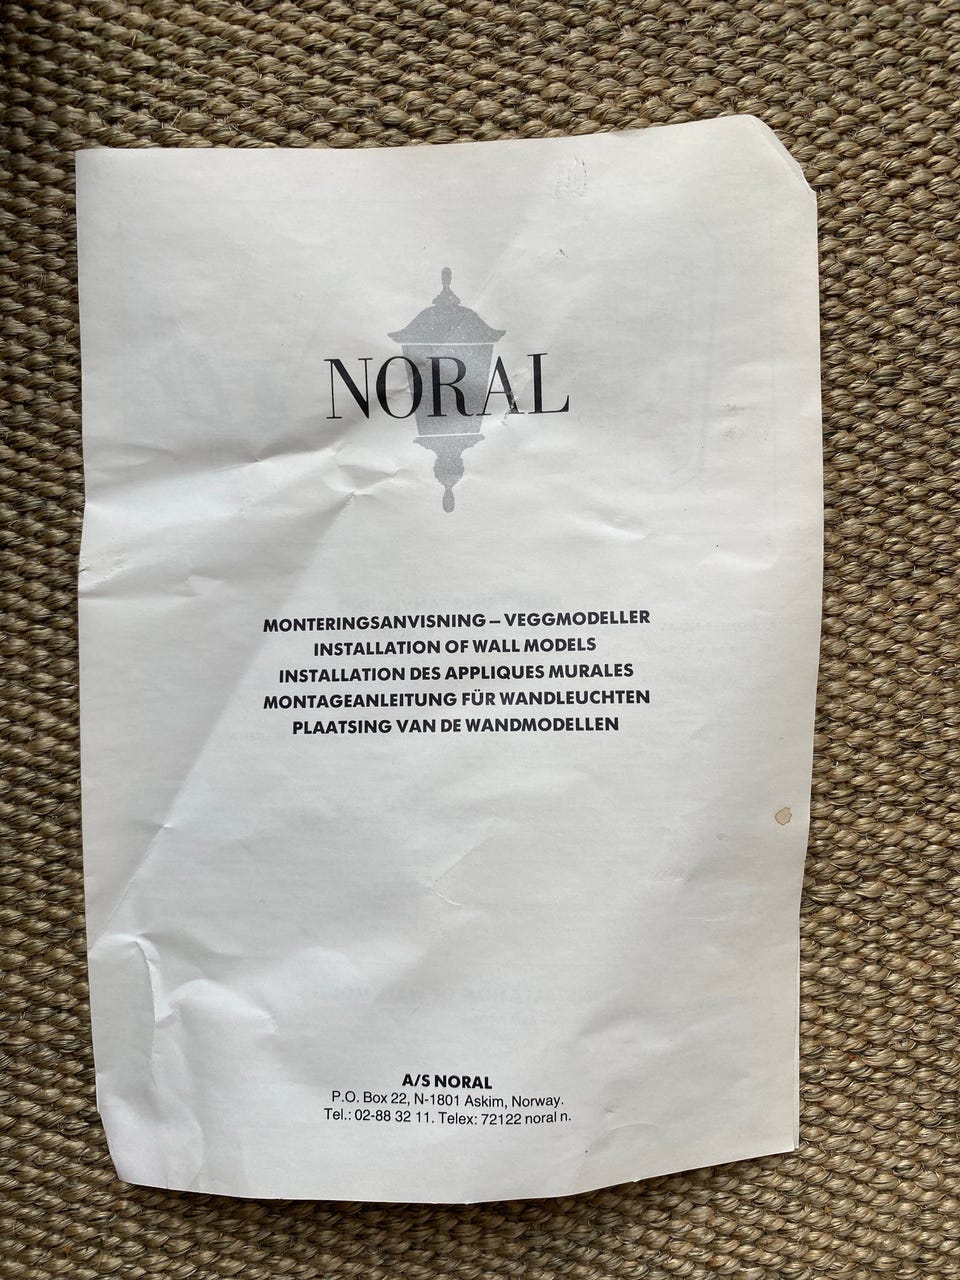 NORAL
MONTERINGSANVISNING – VEGGMODELLER
INSTALLATION OF WALL MODELS
INSTALLATION DES APPLIQUES MURALES
MONTAGEANLEITUNG FÜR WANDLEUCHTEN
PLAATSING VAN DE WANDMODELLEN
A/S NORAL
P.O. Box 22, N-1801 Askim, Norway.
Tel.: 02-88 32 11. Telex: 72122 noral n.